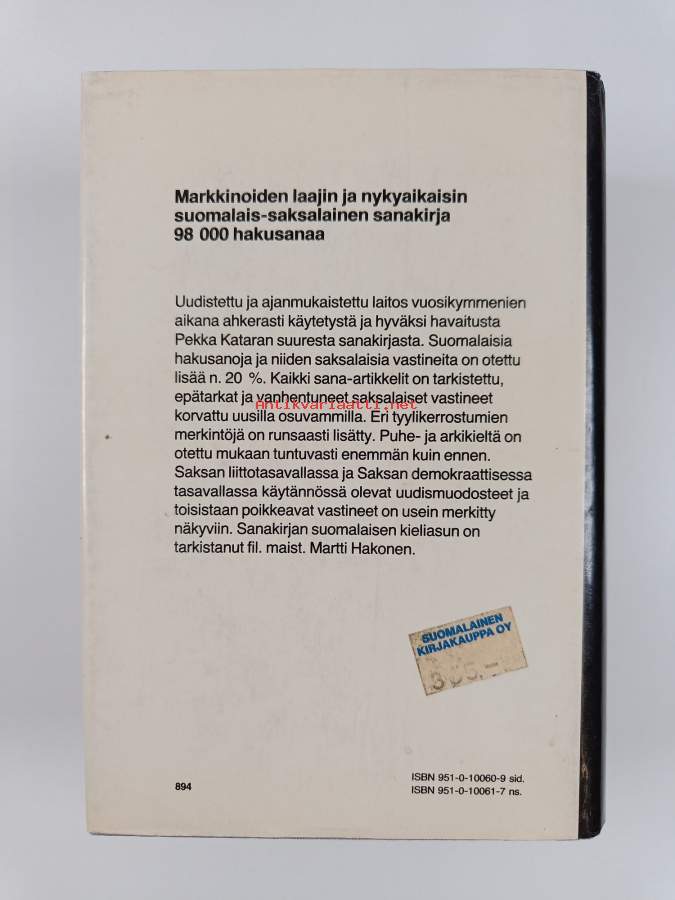 Markkinoiden laajin ja nykyaikaisin
suomalais-saksalainen sanakirja
98 000 hakusanaa
Uudistettu ja ajanmukaistettu laitos vuosikymmenien
aikana ahkerasti käytetystä ja hyväksi havaitusta
Pekka Kataran suuresta sanakirjasta. Suomalaisia
hakusanoja ja niiden saksalaisia vastineita on otettu
lisää n. 20 %. Kaikki sana-artikkelit on tarkistettu,
epätarkat ja vanhentuneet saksalaiset vastineet
Antikvariaatti.net
korvattu uusilla osuvammilla. Eri tyylikerrostumien
merkintöjä on runsaasti lisätty. Puhe- ja arkikieltä on
otettu mukaan tuntuvasti enemmän kuin ennen.
Saksan liittotasavallassa ja Saksan demokraattisessa
tasavallassa käytännössä olevat uudismuodosteet ja
toisistaan poikkeavat vastineet on usein merkitty
näkyviin. Sanakirjan suomalaisen kieliasun on
tarkistanut fil. maist. Martti Hakonen.
SUOMALAINEN
KIRJAKAUPPA OY
ISBN 951-0-10060-9 sid.
894
ISBN 951-0-10061-7 ns.